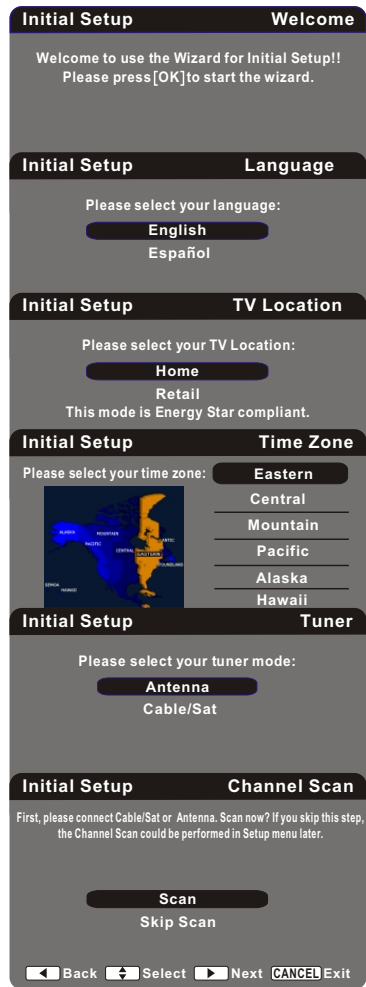 Initial Setup Welcome
Welcome to use the Wizard for Initial Setup!!
Please press[OK]to start the wizard.
Initial Setup Language
Please select your language:
English
Español
Initial Setup TV Location
Please select your TV Location:
Home
Retail
This mode is Energy Star compliant.
Initial Setup Time Zone
Please select your time zone: Eastern
Central
Mountain
Pacific
Alaska
Hawaii
ALASKA
MOUNTAIN
PACIFIC
CENTRAL
EASTERN
HAWAII
Initial Setup Tuner
Please select your tuner mode:
Antenna
Cable/Sat
Initial Setup Channel Scan
First, please connect Cable/Sat or Antenna. Scan now? If you skip this step,
the Channel Scan could be performed in Setup menu later.
Scan
Skip Scan
Back Select Next CANCEL Exit